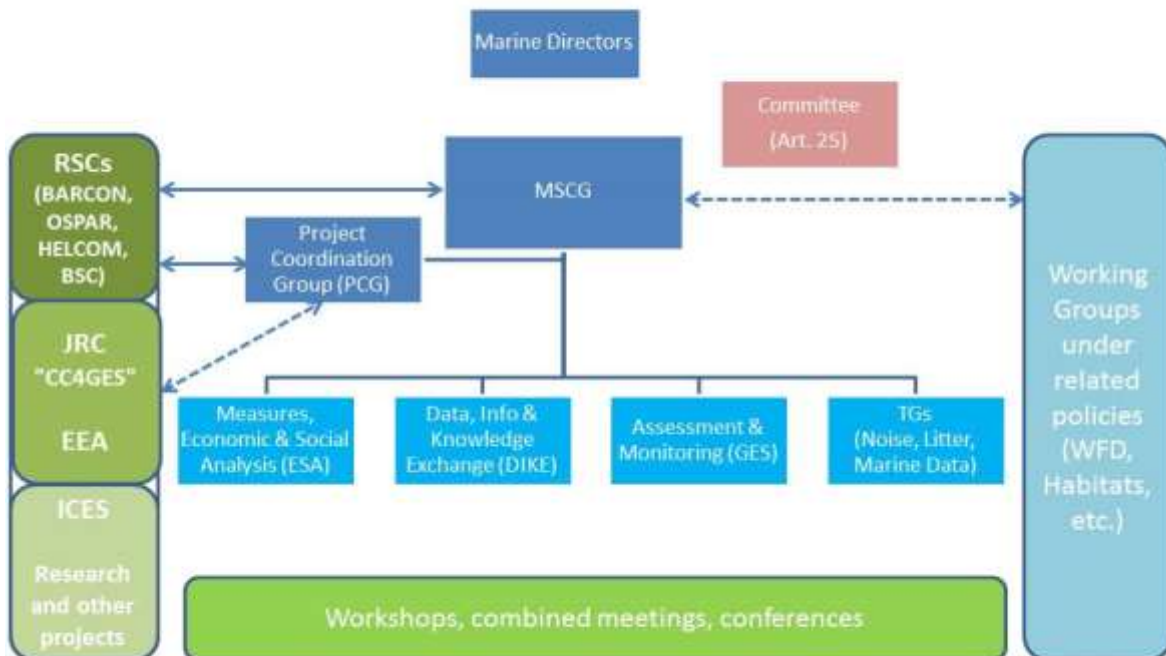 Marine Directors
Committee
(Art. 25)
RSCs
(BARCON,
OSPAR,
HELCOM,
BSC)
MSCG
Project
Coordination
Group (PCG)
JRC
"CC4GES"
EEA
Measures,
Economic & Social
Analysis (ESA)
Data, Info &
Knowledge
Exchange (DIKE)
Assessment &
Monitoring (GES)
TGs
(Noise, Litter,
Marine Data)
Working
Groups
under
related
policies
(WFD,
Habitats,
etc.)
ICES
Research
and other
projects
Workshops, combined meetings, conferences